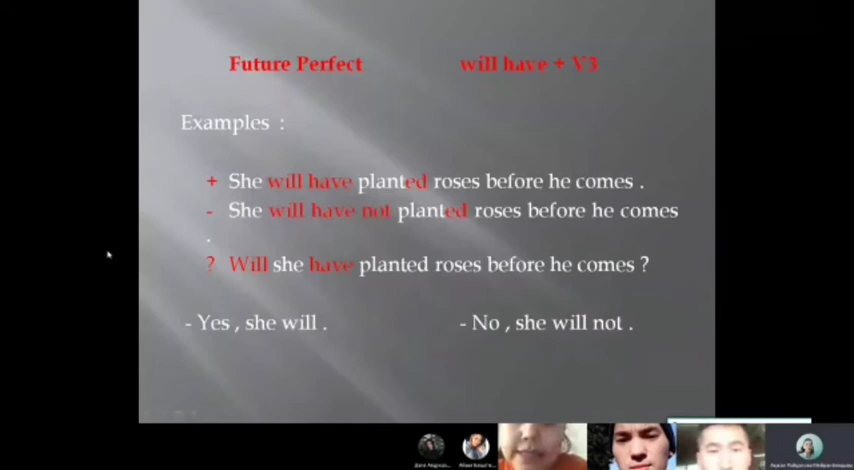 Future Perfect will have + V3
Examples :
+ She will have planted roses before he comes .
- She will have not planted roses before he comes
.
? Will she have planted roses before he comes ?
- Yes , she will . - No , she will not .